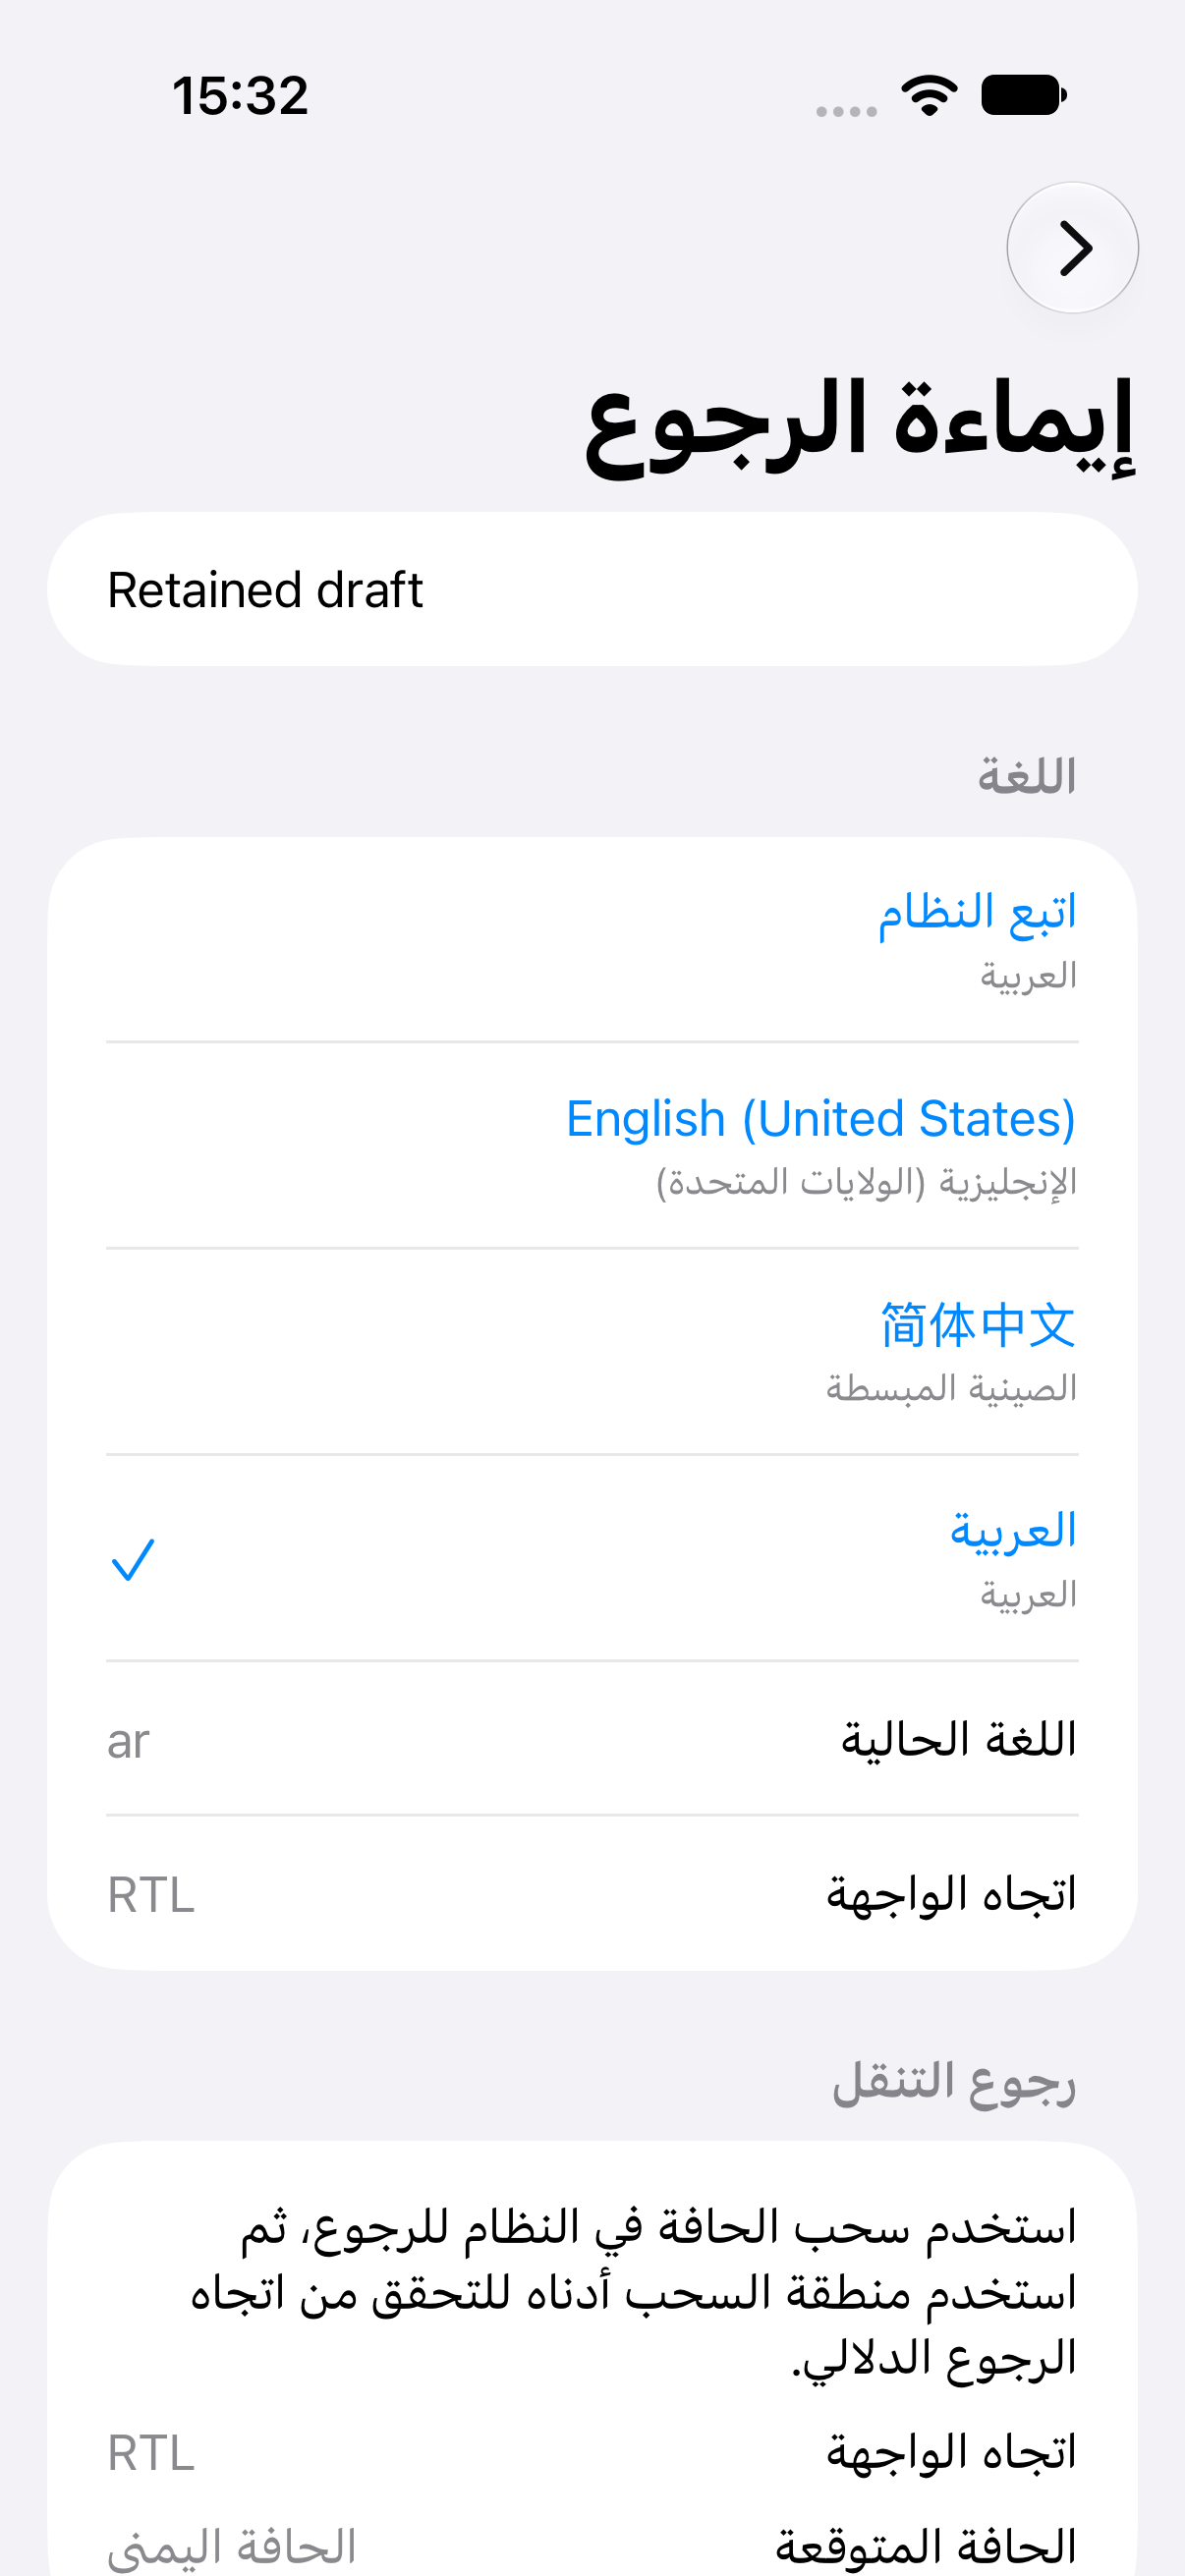 15:32
إيماءة الرجوع
Retained draft
اللغة
اتبع النظام
العربية
English (United States)
الإنجليزية (الولايات المتحدة)
简体中文
الصينية المبسطة
العربية
العربية
اللغة الحالية ar
اتجاه الواجهة RTL
رجوع التنقل
استخدم سحب الحافة في النظام للرجوع، ثم
استخدم منطقة السحب أدناه للتحقق من اتجاه
الرجوع الدلالي.
اتجاه الواجهة RTL
الحافة المتوقعة الحافة اليمنى